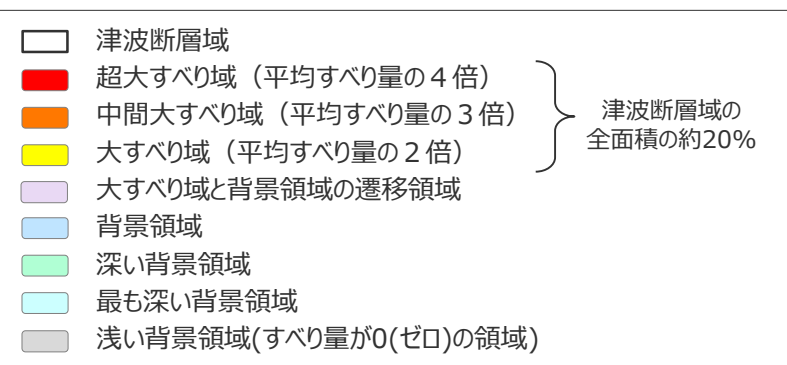 津波断層域
超大すべり域（平均すべり量の４倍）
中間大すべり域（平均すべり量の３倍）
大すべり域（平均すべり量の２倍）
津波断層域の
全面積の約20%
大すべり域と背景領域の遷移領域
背景領域
深い背景領域
最も深い背景領域
浅い背景領域(すべり量が0(ゼロ)の領域)